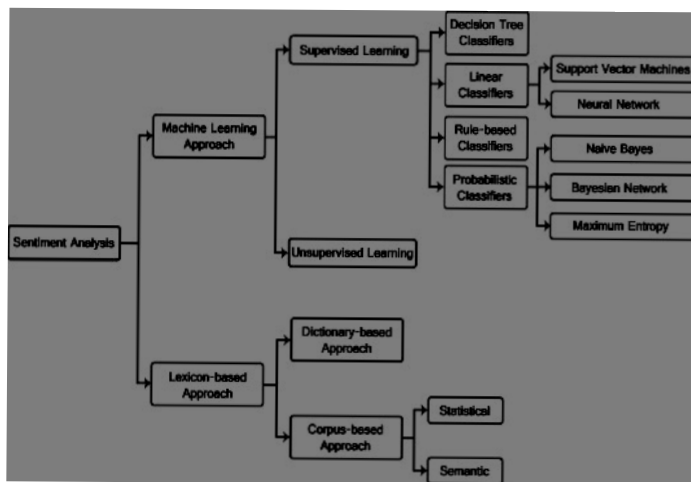 Decision Tree
Classifiers
Supervised Learning
Linear
Classifiers
Support Vector Machines
Neural Network
Machine Learning
Approach
Rule-based
Classifiers
Naive Bayes
Probabilistic
Classifiers
Bayesian Network
Maximum Entropy
Sentiment Analysis
Unsupervised Learning
Dictionary-based
Approach
Lexicon-based
Approach
Corpus-based
Approach
Statistical
Semantic